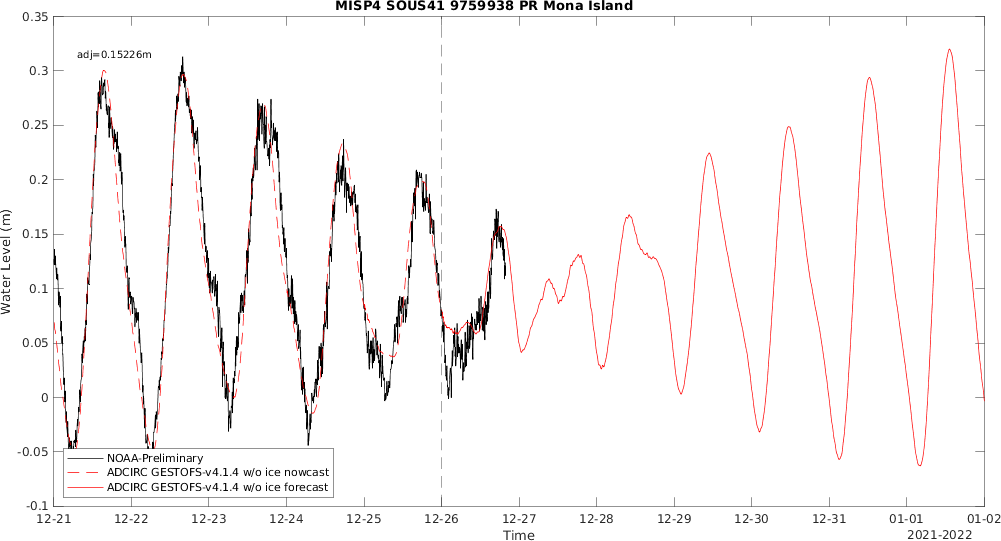 MISP4 SOUS41 9759938 PR Mona Island
adj=0.15226m
Water Level (m)
0.35
0.3
0.25
0.2
0.15
0.1
0.05
0
-0.05
-0.1
NOAA-Preliminary
ADCIRC GESTOFS-v4.1.4 w/o ice nowcast
ADCIRC GESTOFS-v4.1.4 w/o ice forecast
12-21 12-22 12-23 12-24 12-25 12-26 12-27 12-28 12-29 12-30 12-31 01-01 01-02
Time
2021-2022